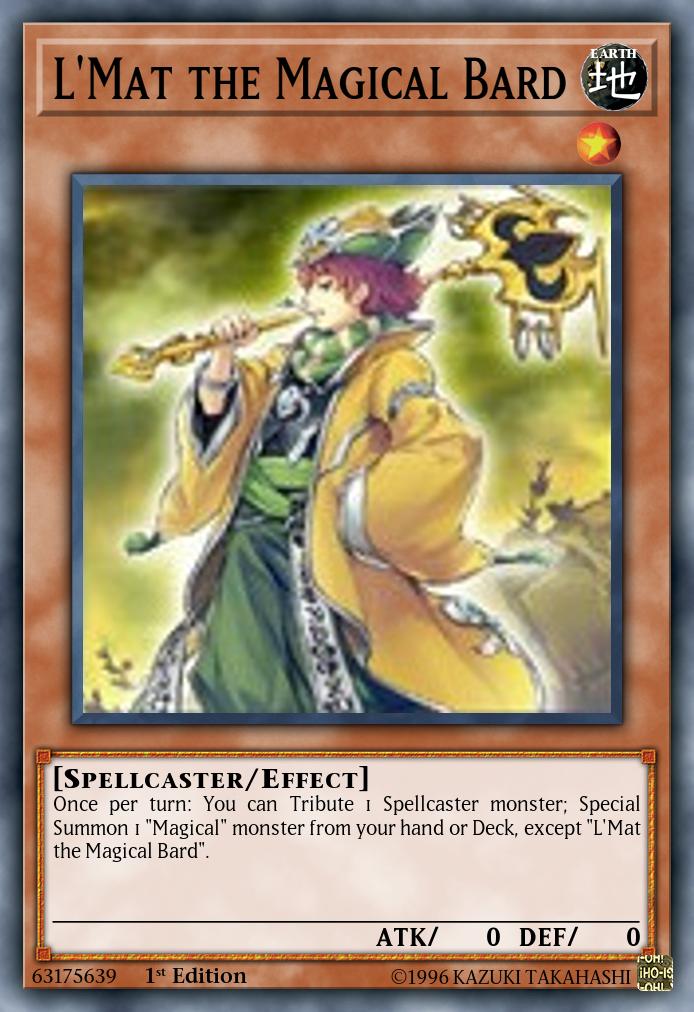 L'Mat the Magical Bard
EARTH
地
[Spellcaster/Effect]
Once per turn: You can Tribute 1 Spellcaster monster; Special
Summon 1 "Magical" monster from your hand or Deck, except "L'Mat
the Magical Bard".
ATK/ 0 DEF/ 0
63175639 1st Edition ©1996 KAZUKI TAKAHASHI